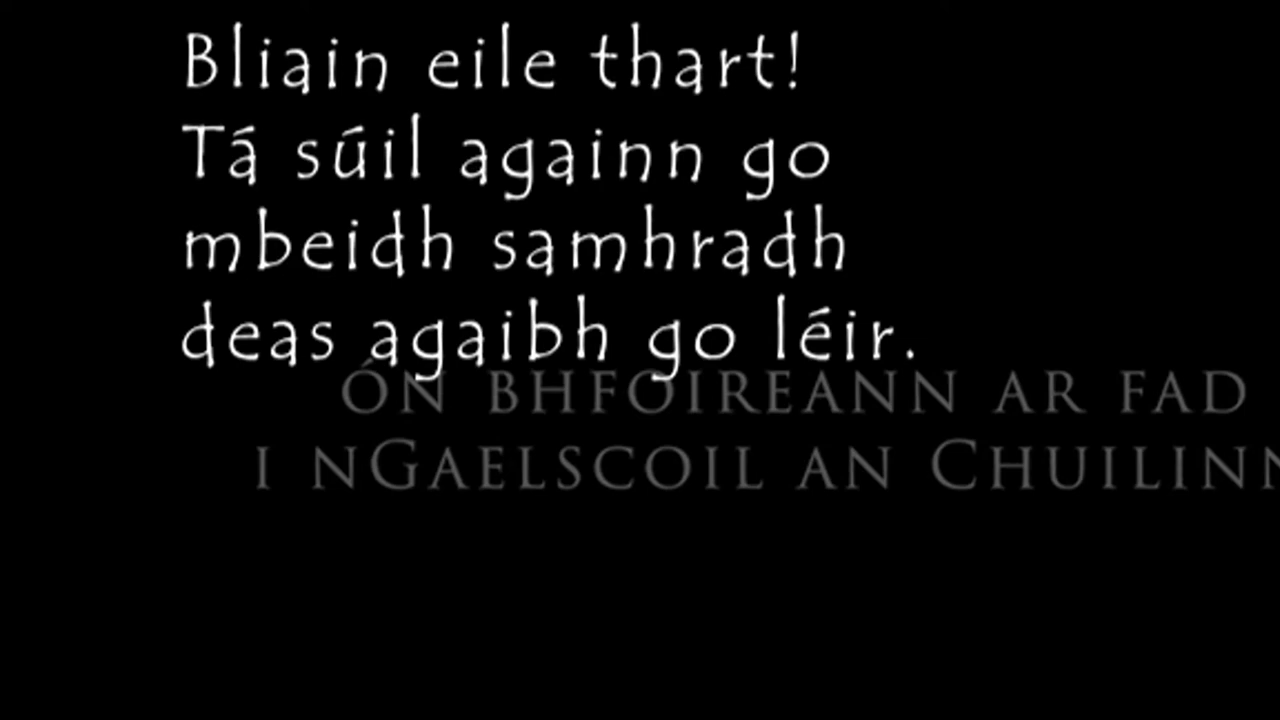 Bliain eile thart!
Tá súil againn go
mbeidh samhradh
deas agaibh go léir.
Ón bhfoireann ar fad
i nGaelscoil an Chuilinn